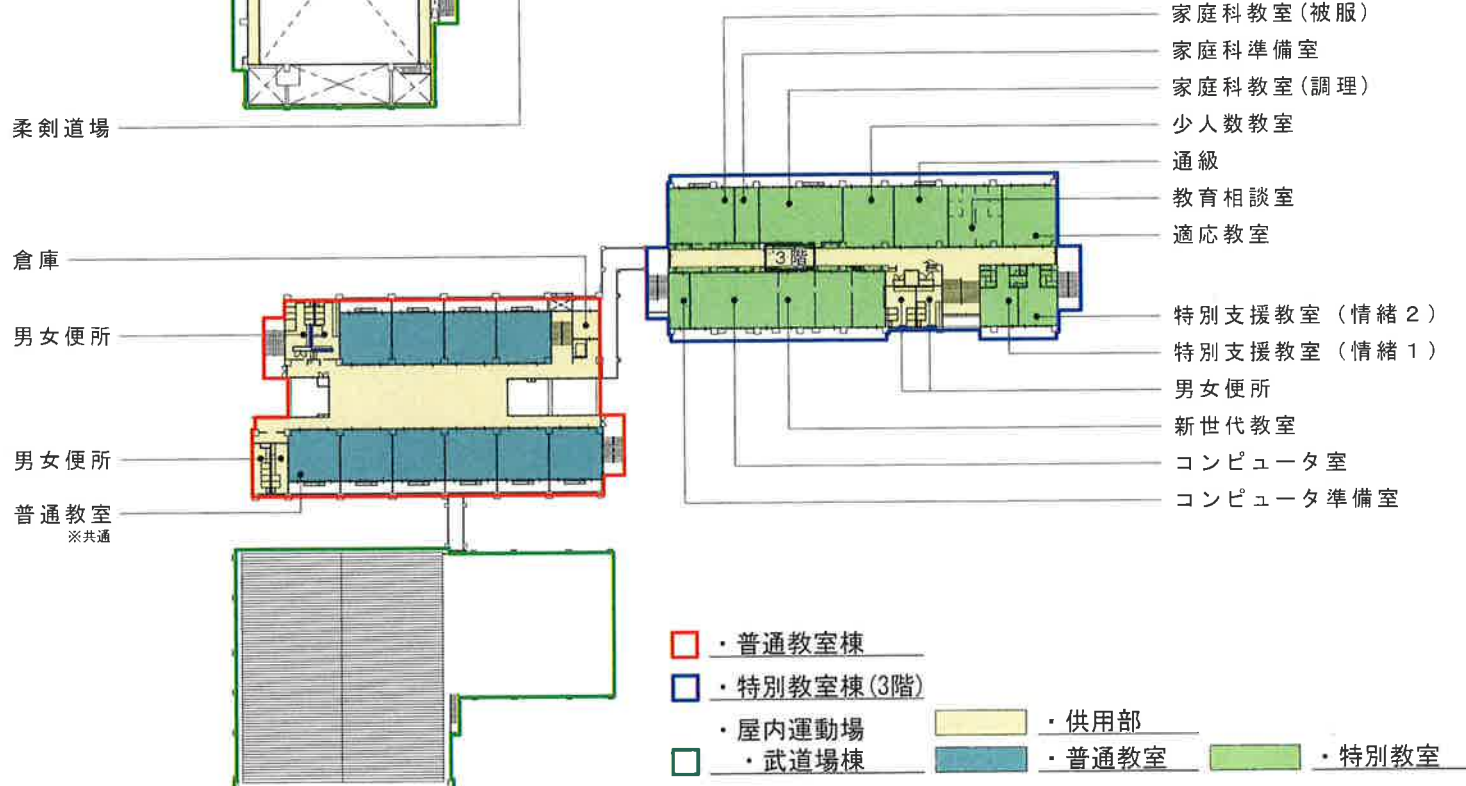 家庭科教室(被服)
家庭科準備室
家庭科教室(調理)
少人数教室
通級
教育相談室
適応教室
特別支援教室（情緒２）
特別支援教室（情緒１）
男女便所
新世代教室
コンピュータ室
コンピュータ準備室
柔剣道場
倉庫
男女便所
男女便所
普通教室
※共通
3階
・普通教室棟
・特別教室棟(3階)
・屋内運動場
・武道場棟
・供用部
・普通教室
・特別教室